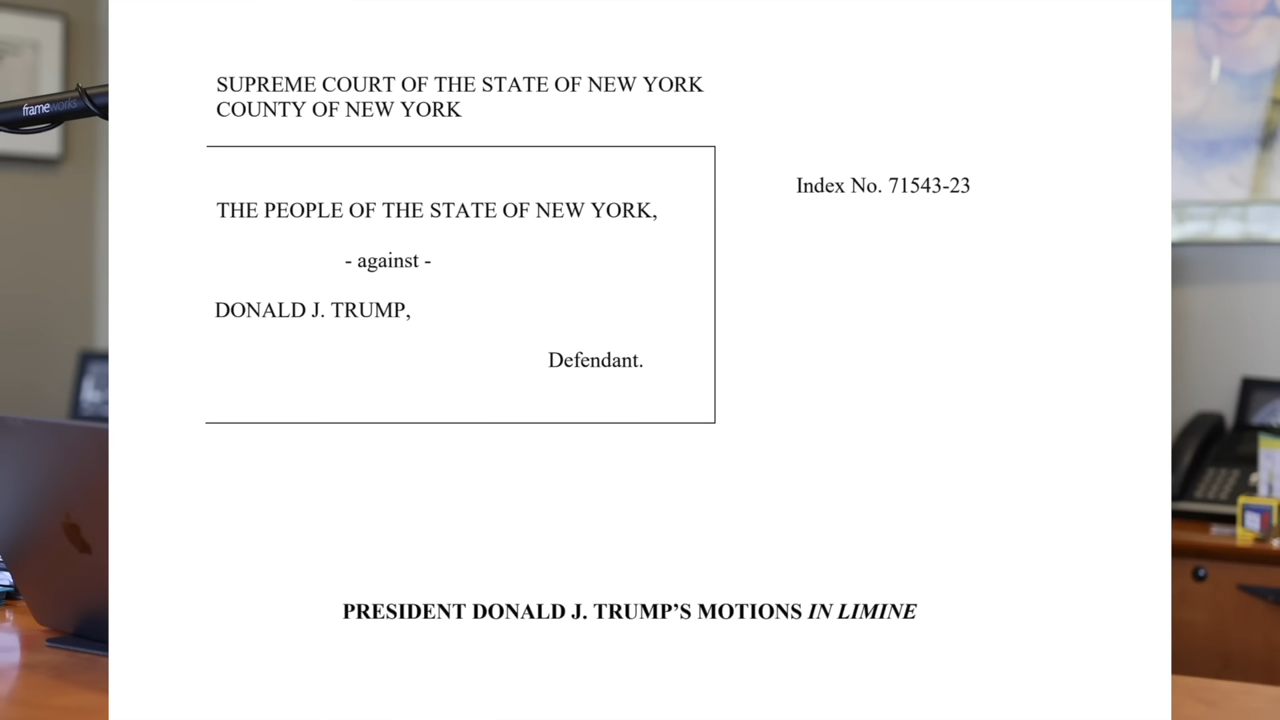 SUPREME COURT OF THE STATE OF NEW YORK
COUNTY OF NEW YORK
Index No. 71543-23
THE PEOPLE OF THE STATE OF NEW YORK,
- against -
DONALD J. TRUMP,
Defendant.
PRESIDENT DONALD J. TRUMP’S MOTIONS IN LIMINE
frameworks